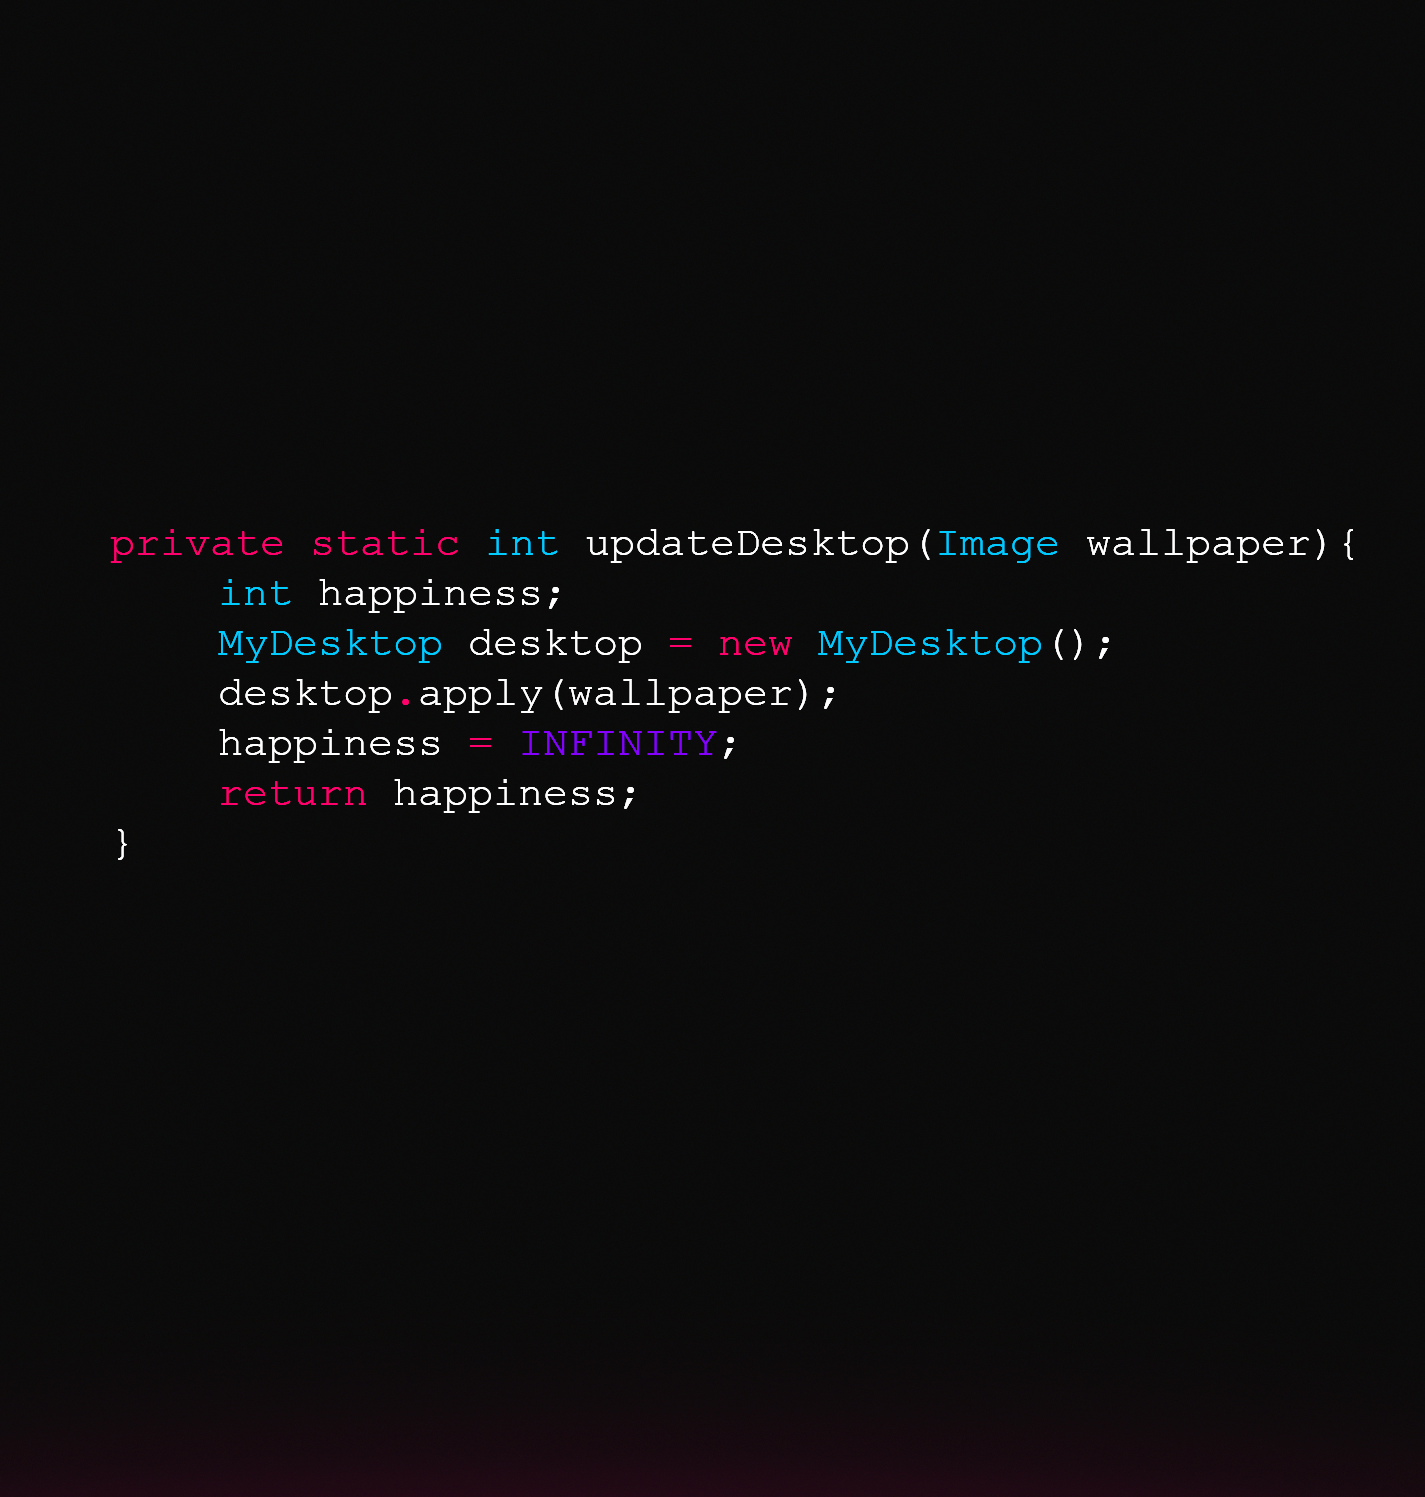 private static int updateDesktop(Image wallpaper){
int happiness;
MyDesktop desktop = new MyDesktop();
desktop.apply(wallpaper);
happiness = INFINITY;
return happiness;
}